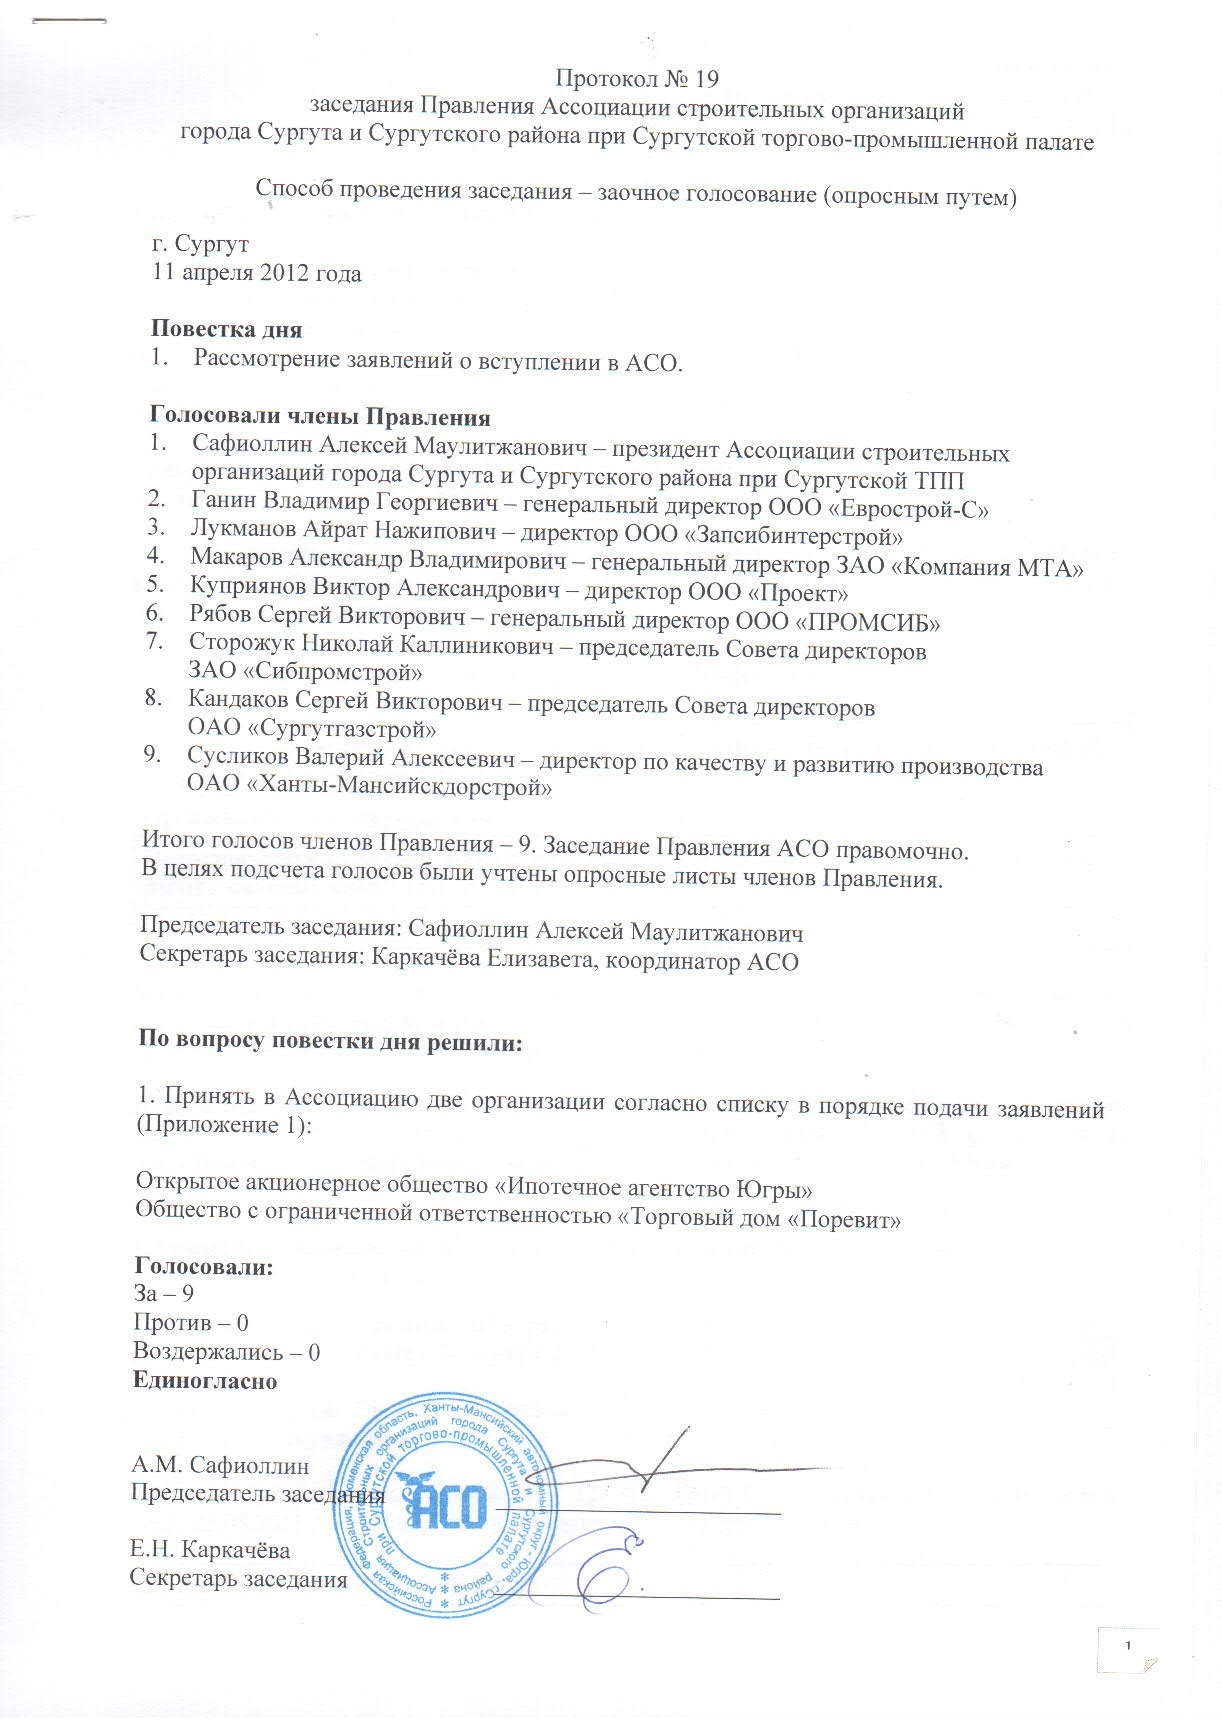 Протокол № 19
заседания Правления Ассоциации строительных организаций
города Сургута и Сургутского района при Сургутской торгово-промышленной палате
Способ проведения заседания – заочное голосование (опросным путем)
г. Сургут
11 апреля 2012 года
Повестка дня
1. Рассмотрение заявлений о вступлении в АСО.
Голосовали члены Правления
1. Сафиоллин Алексей Маулитжанович – президент Ассоциации строительных
организаций города Сургута и Сургутского района при Сургутской ТПП
2. Ганин Владимир Георгиевич – генеральный директор ООО «Еврострой-С»
3. Лукманов Айрат Нажипович – директор ООО «Запсибинтерстрой»
4. Макаров Александр Владимирович – генеральный директор ЗАО «Компания МТА»
5. Куприянов Виктор Александрович – директор ООО «Проект»
6. Рябов Сергей Викторович – генеральный директор ООО «ПРОМСИБ»
7. Сторожук Николай Каллиникович – председатель Совета директоров
ЗАО «Сибпромстрой»
8. Кандаков Сергей Викторович – председатель Совета директоров
ОАО «Сургутгазстрой»
9. Сусликов Валерий Алексеевич – директор по качеству и развитию производства
ОАО «Ханты-Мансийскдорстрой»
Итого голосов членов Правления – 9. Заседание Правления АСО правомочно.
В целях подсчета голосов были учтены опросные листы членов Правления.
Председатель заседания: Сафиоллин Алексей Маулитжанович
Секретарь заседания: Каркачёва Елизавета, координатор АСО
По вопросу повестки дня решили:
1. Принять в Ассоциацию две организации согласно списку в порядке подачи заявлений
(Приложение 1):
Открытое акционерное общество «Ипотечное агентство Югры»
Общество с ограниченной ответственностью «Торговый дом «Поревит»
Голосовали:
За – 9
Против – 0
Воздержались – 0
Единогласно
А.М. Сафиоллин
Председатель заседания
Е.Н. Каркачёва
Секретарь заседания
Российская Федерация, Тюменская область, Ханты-Мансийский автономный округ - Югра, г.Сургут
Ассоциация строительных организаций города Сургута и Сургутского района
при Сургутской торгово-промышленной палате
АСО
1